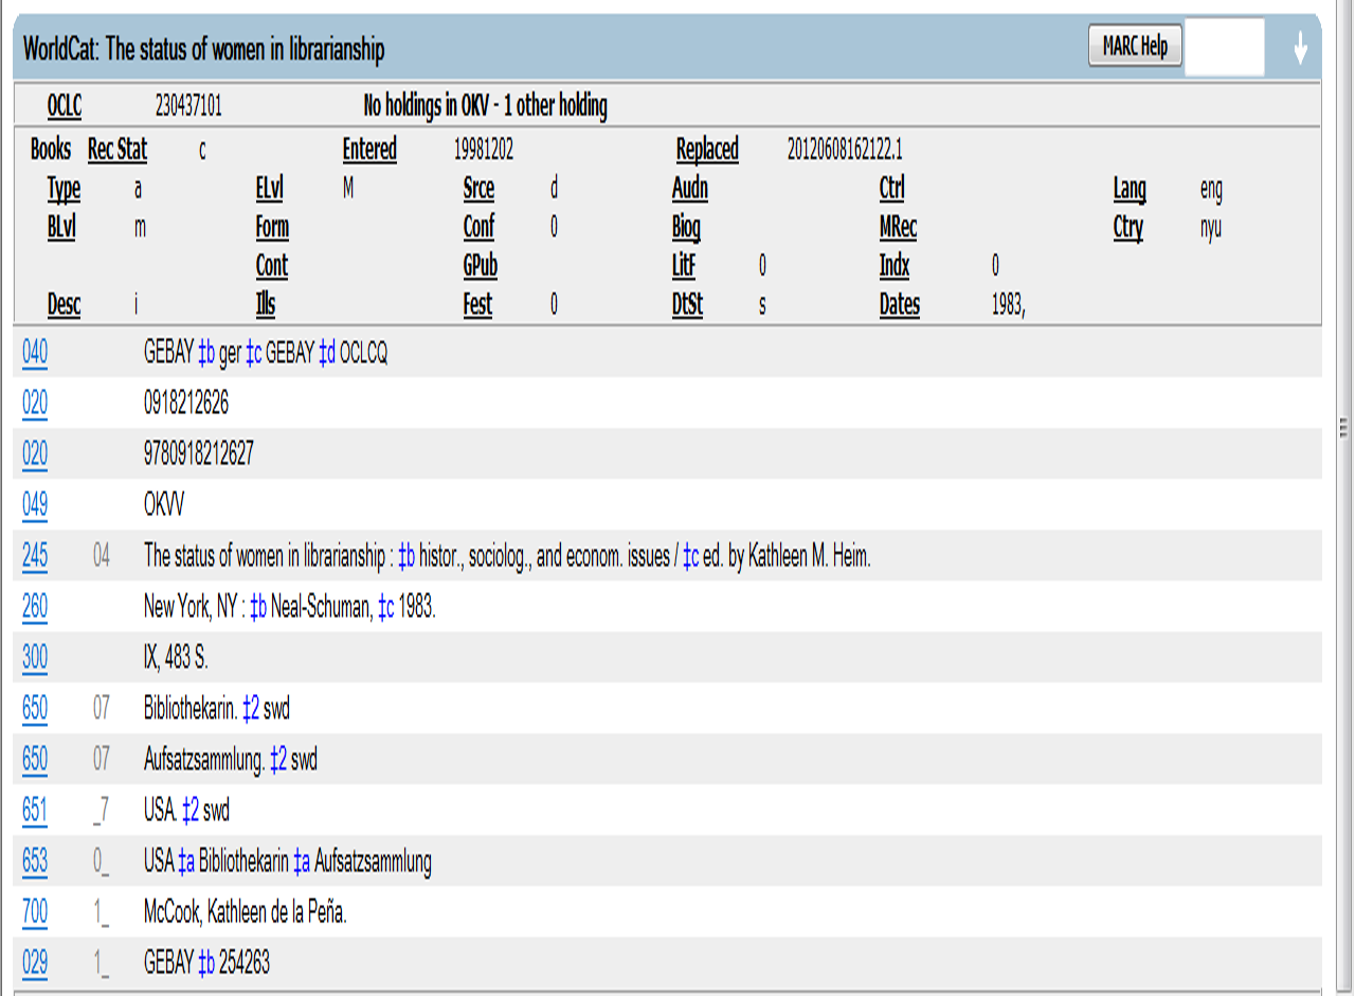 WorldCat: The status of women in librarianship MARC Help
OCLC 230437101 No holdings in OKV - 1 other holding
Books Rec Stat c Entered 19981202 Replaced 20120608162122.1
Type a ELvl M Srce d Audn Ctrl Lang eng
BLvl m Form Conf 0 Biog MRec Ctry nyu
Cont GPub LitF 0 Indx 0
Desc i Ills Fest 0 DtSt s Dates 1983,
040 GEBAY ‡b ger ‡c GEBAY ‡d OCLCQ
020 0918212626
020 9780918212627
049 OKVV
245 04 The status of women in librarianship : ‡b histor., sociolog., and econom. issues / ‡c ed. by Kathleen M. Heim.
260 New York, NY : ‡b Neal-Schuman, ‡c 1983.
300 IX, 483 S.
650 07 Bibliothekarin. ‡2 swd
650 07 Aufsatzsammlung. ‡2 swd
651 _7 USA. ‡2 swd
653 0_ USA ‡a Bibliothekarin ‡a Aufsatzsammlung
700 1_ McCook, Kathleen de la Peña.
029 1_ GEBAY ‡b 254263